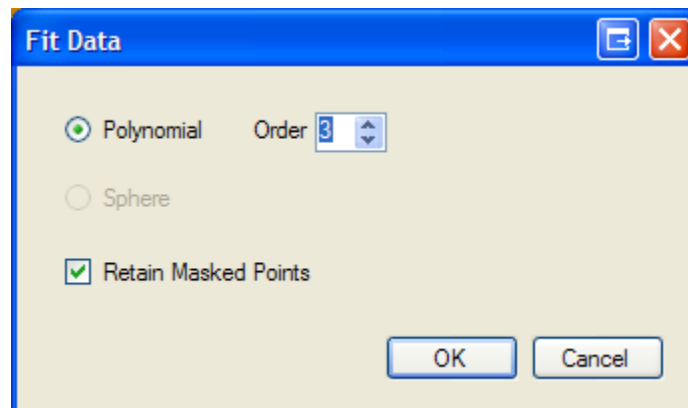 Fit Data
Polynomial Order 3
Sphere
Retain Masked Points
OK Cancel